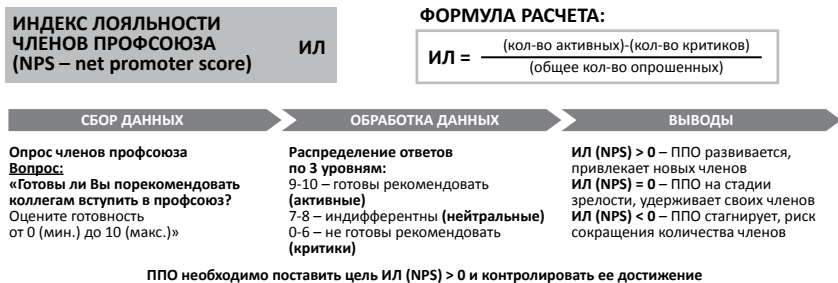 ИНДЕКС ЛОЯЛЬНОСТИ
ЧЛЕНОВ ПРОФСОЮЗА
(NPS – net promoter score)
ИЛ
ФОРМУЛА РАСЧЕТА:
ИЛ =
(кол-во активных)-(кол-во критиков)
(общее кол-во опрошенных)
СБОР ДАННЫХ
Опрос членов профсоюза
Вопрос:
«Готовы ли Вы порекомендовать
коллегам вступить в профсоюз?
Оцените готовность
от 0 (мин.) до 10 (макс.)»
ОБРАБОТКА ДАННЫХ
Распределение ответов
по 3 уровням:
9-10 – готовы рекомендовать
(активные)
7-8 – индифферентны (нейтральные)
0-6 – не готовы рекомендовать
(критики)
ВЫВОДЫ
ИЛ (NPS) > 0 – ППО развивается,
привлекает новых членов
ИЛ (NPS) = 0 – ППО на стадии
зрелости, удерживает своих членов
ИЛ (NPS) < 0 – ППО стагнирует, риск
сокращения количества членов
ППО необходимо поставить цель ИЛ (NPS) > 0 и контролировать ее достижение